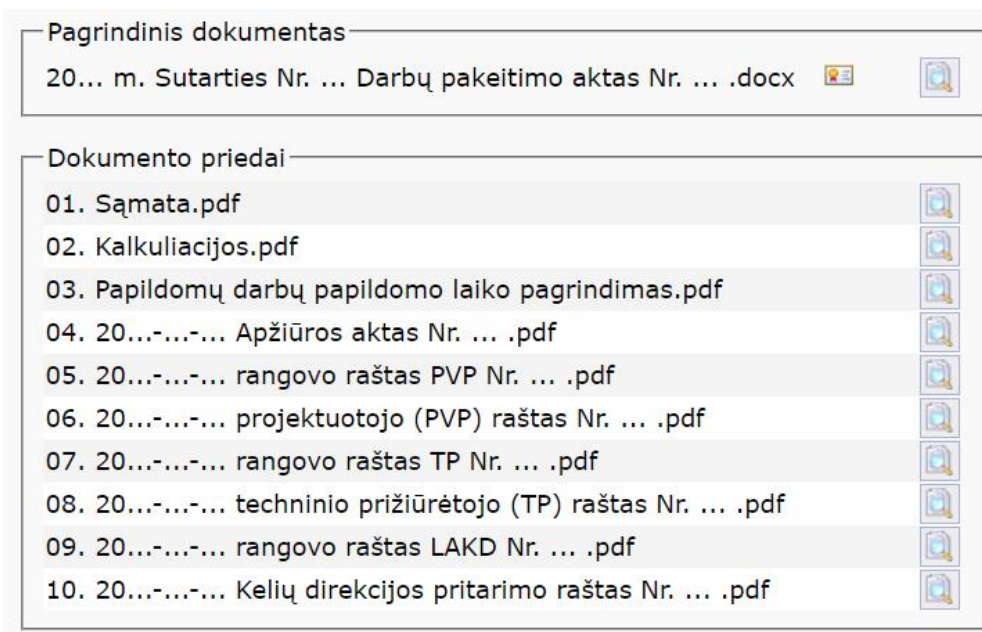 Pagrindinis dokumentas
20... m. Sutarties Nr. ... Darbų pakeitimo aktas Nr. ... .docx
Dokumento priedai
01. Sąmata.pdf
02. Kalkuliacijos.pdf
03. Papildomų darbų papildomo laiko pagrindimas.pdf
04. 20...-...-... Apžiūros aktas Nr. ... .pdf
05. 20...-...-... rangovo raštas PVP Nr. ... .pdf
06. 20...-...-... projektuotojo (PVP) raštas Nr. ... .pdf
07. 20...-...-... rangovo raštas TP Nr. ... .pdf
08. 20...-...-... techninio prižiūrėtojo (TP) raštas Nr. ... .pdf
09. 20...-...-... rangovo raštas LAKD Nr. ... .pdf
10. 20...-...-... Kelių direkcijos pritarimo raštas Nr. ... .pdf